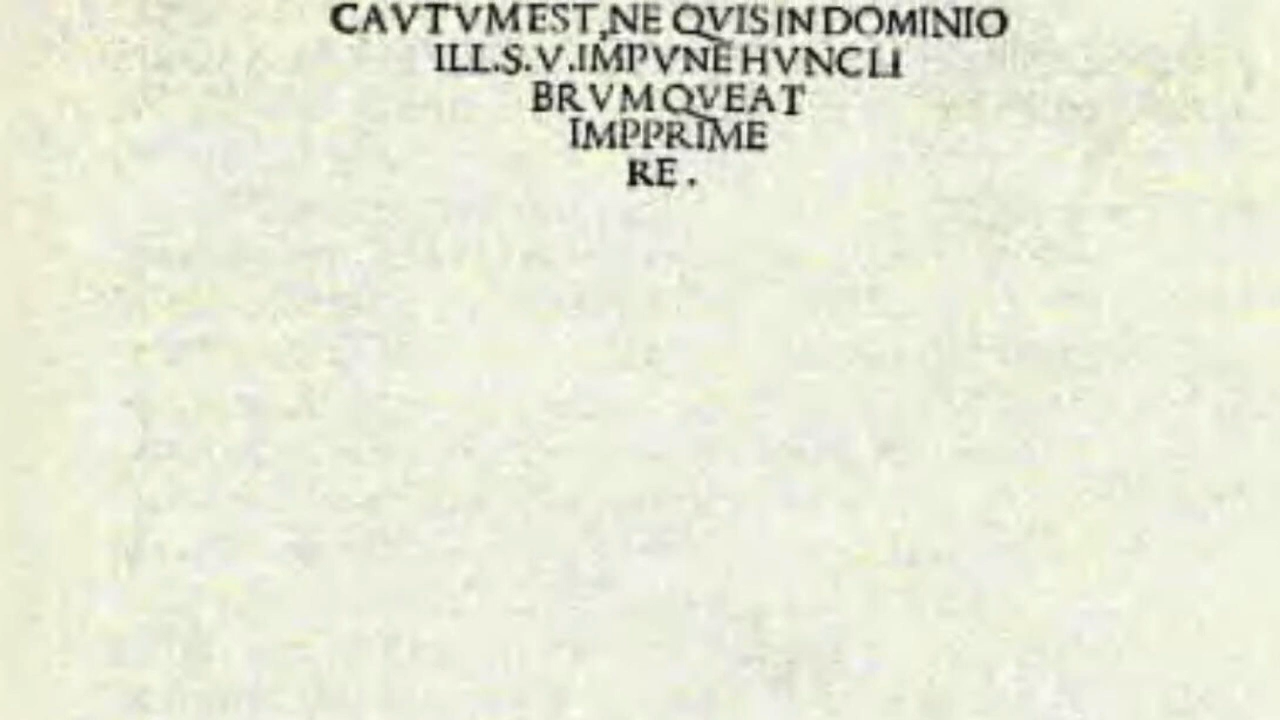 CAVTVM EST, NE QVIS IN DOMINIO
ILL.S.V. IMPVNE HVNC LI
BRVM QVEAT
IMPPRIME
RE.